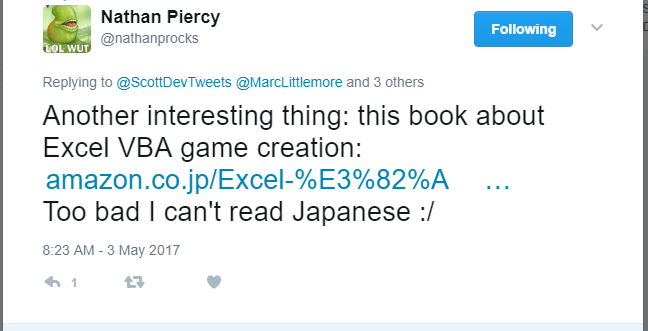 Nathan Piercy
@nathanprocks
LOL WUT
Following
Replying to @ScottDevTweets @MarcLittlemore and 3 others
Another interesting thing: this book about
Excel VBA game creation:
amazon.co.jp/Excel-%E3%82%A ...
Too bad I can't read Japanese :/
8:23 AM - 3 May 2017
1